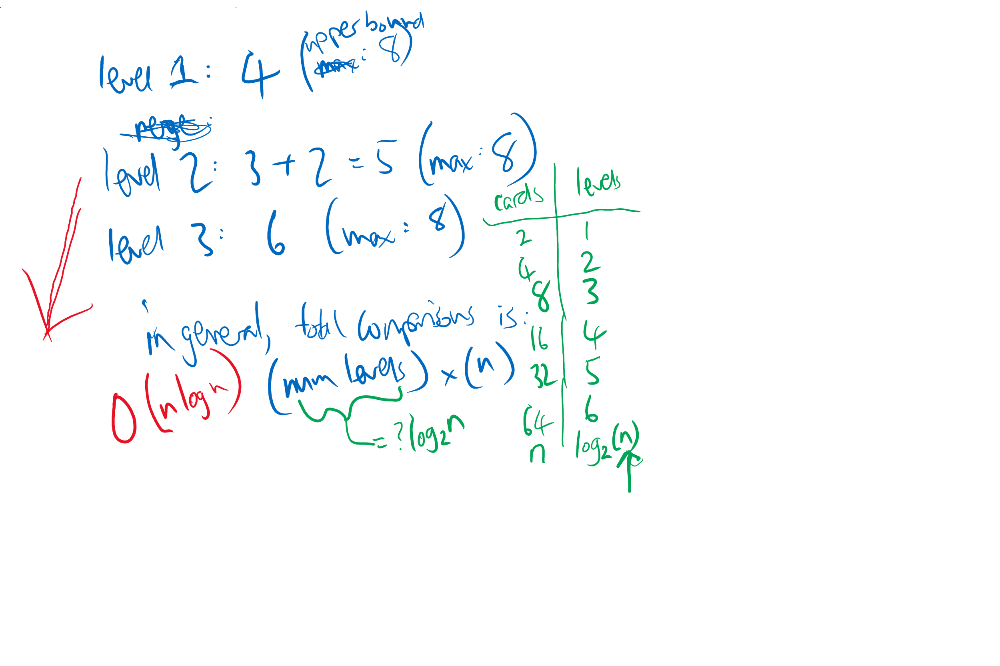 level 1: 4 (upper bound: 8)
level 2: 3 + 2 = 5 (max: 8)
level 3: 6 (max: 8)
in general, total comparisons is:
(num levels) × (n)
= ? log₂n
O(n log n)
cards levels
2 1
4 2
8 3
16 4
32 5
64 6
n log₂(n)